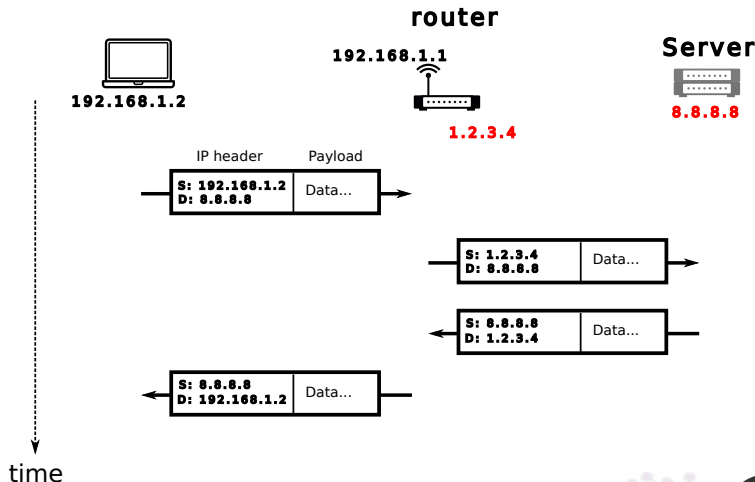 router
192.168.1.1
Server
192.168.1.2
8.8.8.8
1.2.3.4
IP header
Payload
S: 192.168.1.2
D: 8.8.8.8
Data...
S: 1.2.3.4
D: 8.8.8.8
Data...
S: 8.8.8.8
D: 1.2.3.4
Data...
S: 8.8.8.8
D: 192.168.1.2
Data...
time